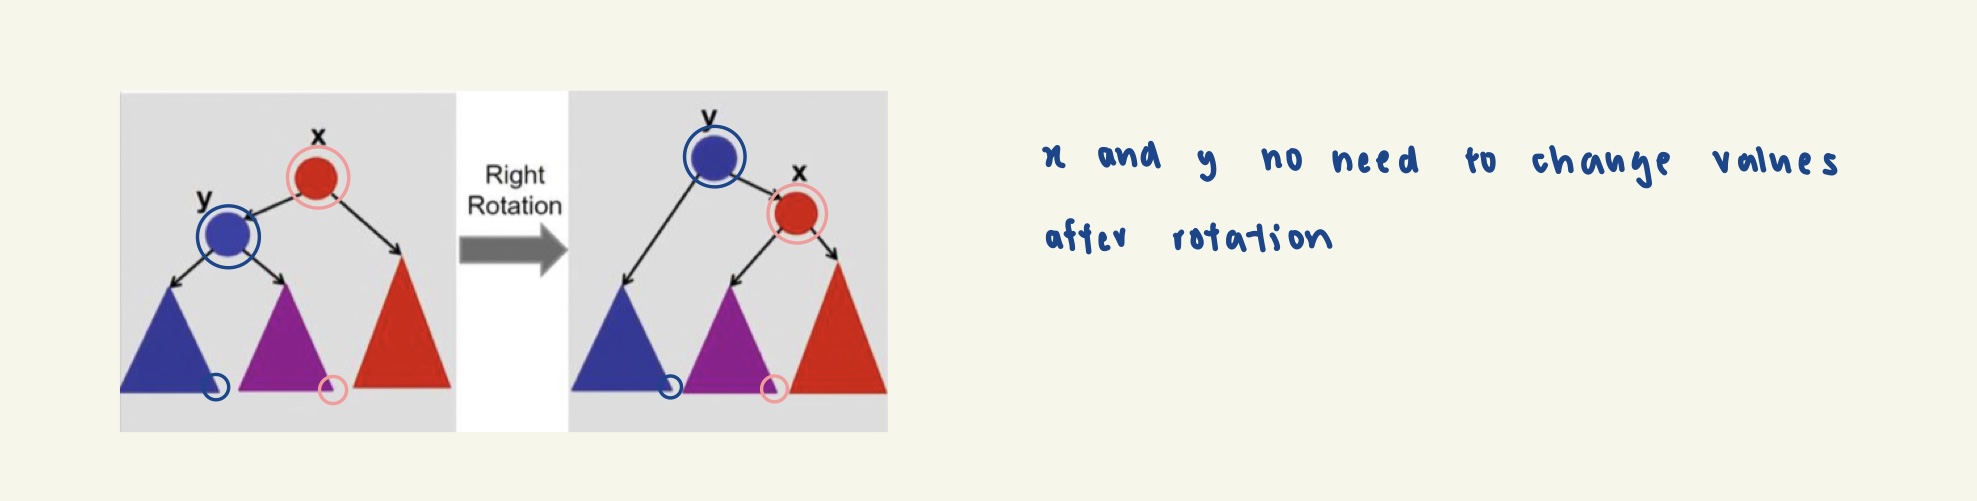 x
y
Right
Rotation
y
x
x and y no need to change values
after rotation